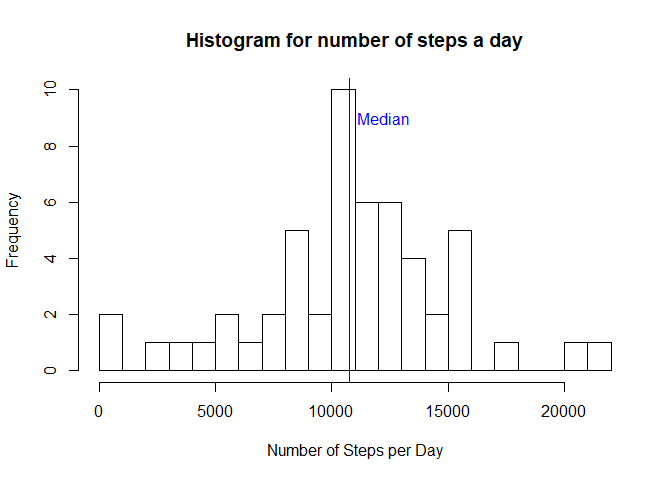 Histogram for number of steps a day
10
8
6
4
2
0
Frequency
Median
0 5000 10000 15000 20000
Number of Steps per Day